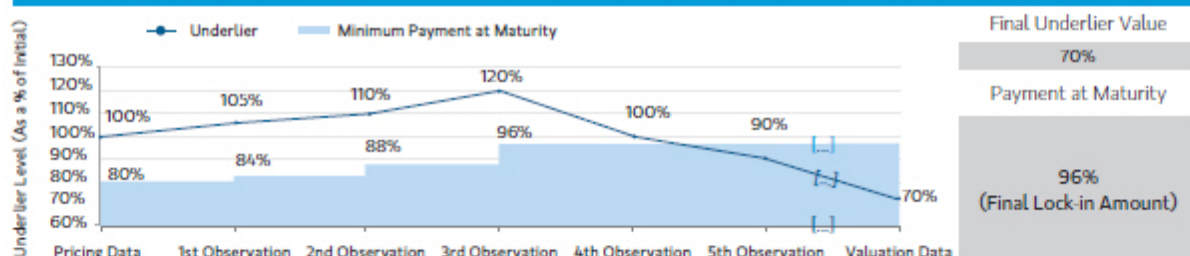 Underlier Level (As a % of Initial)
Underlier
Minimum Payment at Maturity
130%
120%
110%
100%
90%
80%
70%
60%
100%
105%
110%
120%
100%
90%
70%
80%
84%
88%
96%
[...]
[...]
[...]
Pricing Data
1st Observation
2nd Observation
3rd Observation
4th Observation
5th Observation
Valuation Data
Final Underlier Value
70%
Payment at Maturity
96%
(Final Lock-in Amount)